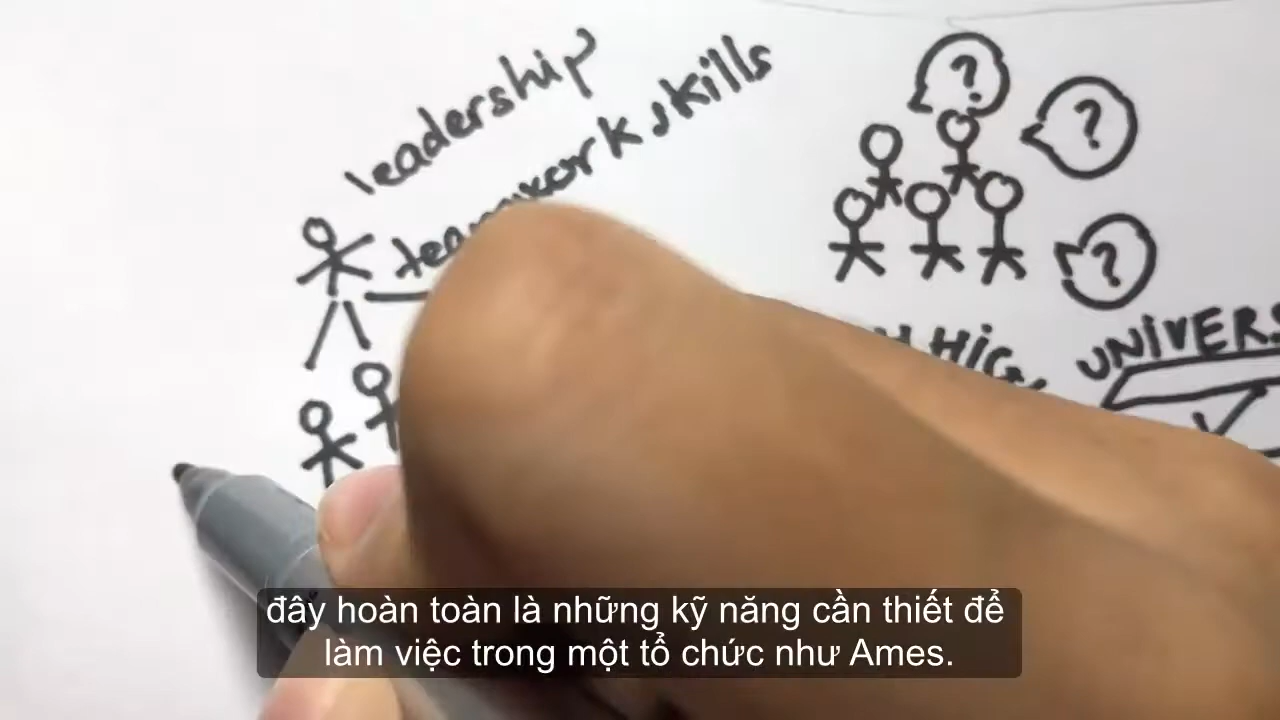 leadership
teamwork skills
?
?
?
HIG
UNIVERS
đây hoàn toàn là những kỹ năng cần thiết để
làm việc trong một tổ chức như Ames.